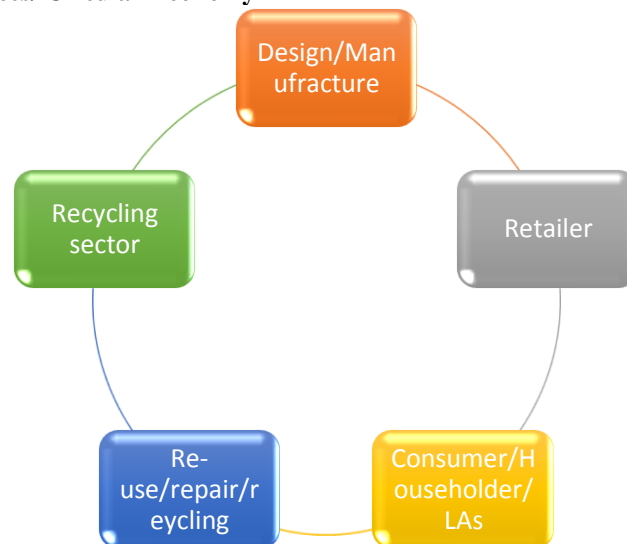 Design/Man
ufracture
Retailer
Consumer/H
ouseholder/
LAs
Re-
use/repair/r
eycling
Recycling
sector